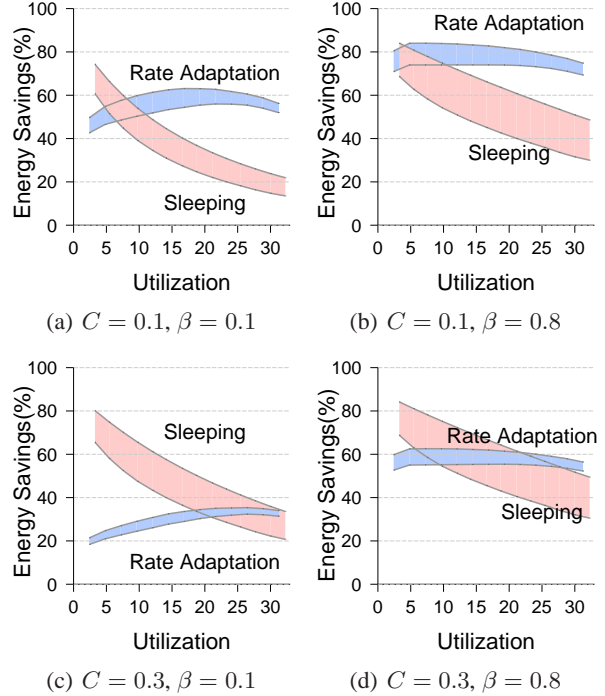 Energy Savings(%)
100
80
60
40
20
0
Rate Adaptation
Sleeping
0 5 10 15 20 25 30
Utilization
(a) C = 0.1, β = 0.1
Energy Savings(%)
100
80
60
40
20
0
Rate Adaptation
Sleeping
0 5 10 15 20 25 30
Utilization
(b) C = 0.1, β = 0.8
Energy Savings(%)
100
80
60
40
20
0
Sleeping
Rate Adaptation
0 5 10 15 20 25 30
Utilization
(c) C = 0.3, β = 0.1
Energy Savings(%)
100
80
60
40
20
0
Rate Adaptation
Sleeping
0 5 10 15 20 25 30
Utilization
(d) C = 0.3, β = 0.8